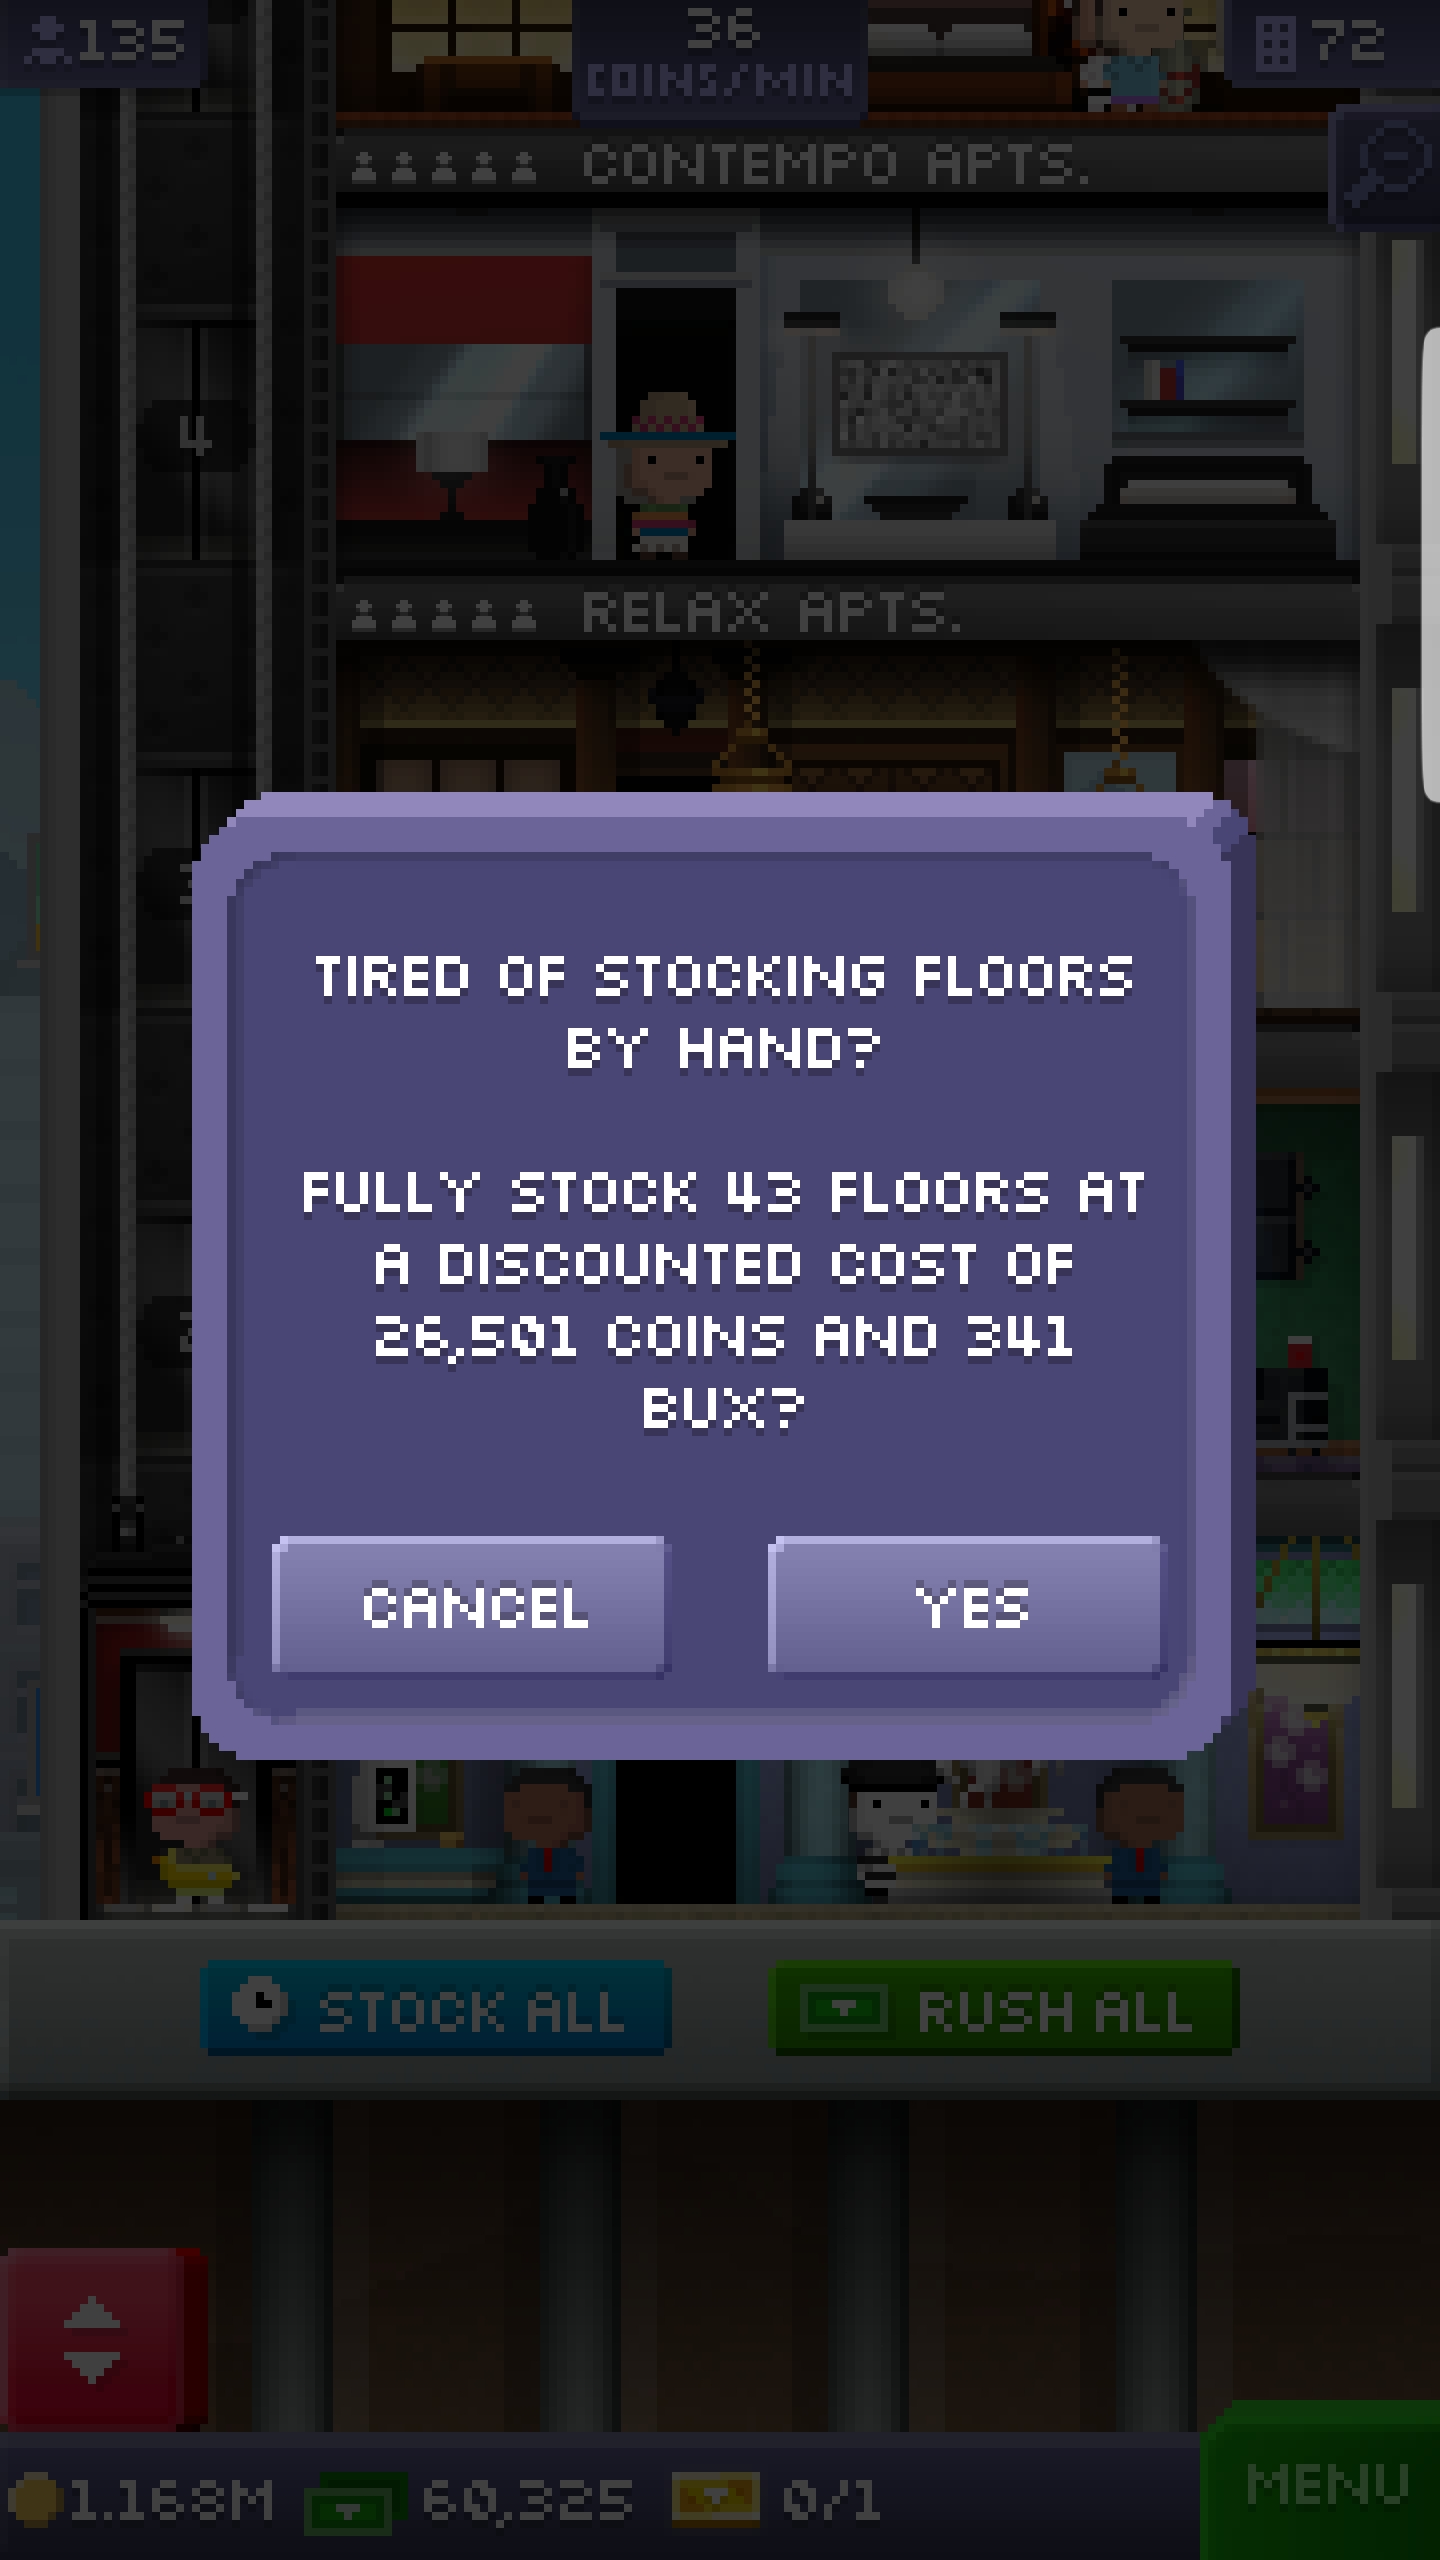 135
36
COINS/MIN
72
CONTEMPO APTS.
4
RELAX APTS.
TIRED OF STOCKING FLOORS
BY HAND?
FULLY STOCK 43 FLOORS AT
A DISCOUNTED COST OF
26,501 COINS AND 341
BUX?
CANCEL
YES
STOCK ALL
RUSH ALL
1.168M
60,325
0/1
MENU